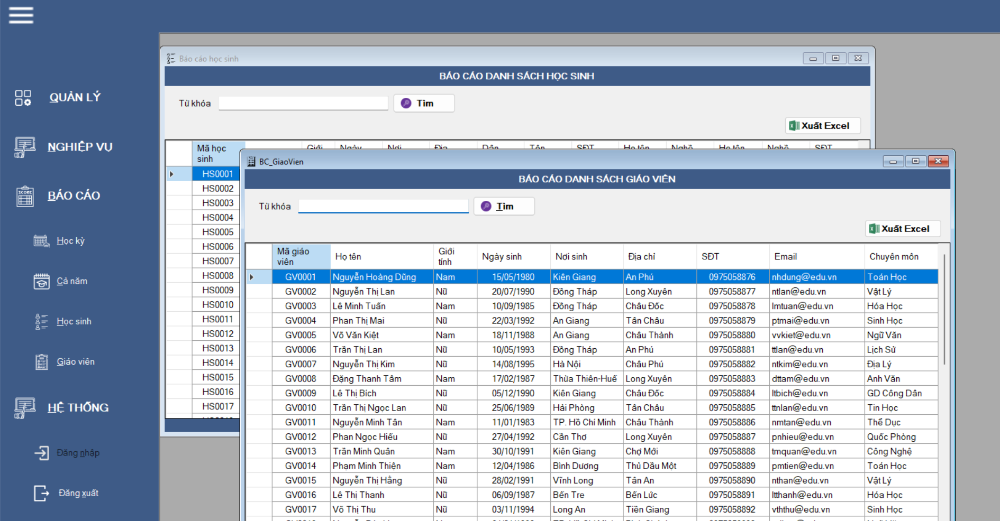 QUẢN LÝ
NGHIỆP VỤ
BÁO CÁO
Học kỳ
Cả năm
Học sinh
Giáo viên
HỆ THỐNG
Đăng nhập
Đăng xuất
Báo cáo học sinh
BÁO CÁO DANH SÁCH HỌC SINH
Từ khóa
Tìm
Xuất Excel
Mã học sinh Giới Ngày Nơi Địa Dân Tôn SĐT Họ tên Nghề Họ tên Nghề SĐT
HS0001
HS0002
HS0003
HS0004
HS0005
HS0006
HS0007
HS0008
HS0009
HS0010
HS0011
HS0012
HS0013
HS0014
HS0015
HS0016
HS0017
BC_GiaoVien
BÁO CÁO DANH SÁCH GIÁO VIÊN
Từ khóa
Tìm
Xuất Excel
Mã giáo viên Họ tên Giới tính Ngày sinh Nơi sinh Địa chỉ SĐT Email Chuyên môn
GV0001 Nguyễn Hoàng Dũng Nam 15/05/1980 Kiên Giang An Phú 0975058876 nhdung@edu.vn Toán Học
GV0002 Nguyễn Thị Lan Nữ 20/07/1990 Đồng Tháp Long Xuyên 0975058877 ntlan@edu.vn Vật Lý
GV0003 Lê Minh Tuấn Nam 10/09/1985 Đồng Tháp Châu Đốc 0975058878 lmtuan@edu.vn Hóa Học
GV0004 Phan Thị Mai Nữ 22/03/1992 An Giang Tân Châu 0975058879 ptmai@edu.vn Sinh Học
GV0005 Võ Văn Kiệt Nam 18/11/1988 An Giang Châu Thành 0975058880 vvkiet@edu.vn Ngữ Văn
GV0006 Trần Thị Lan Nữ 10/05/1993 Đồng Tháp An Phú 0975058881 ttlan@edu.vn Lịch Sử
GV0007 Nguyễn Thị Kim Nữ 14/08/1995 Hà Nội Châu Phú 0975058882 ntkim@edu.vn Địa Lý
GV0008 Đặng Thanh Tâm Nam 17/02/1987 Thừa Thiên-Huế Long Xuyên 0975058883 dttam@edu.vn Anh Văn
GV0009 Lê Thị Bích Nữ 05/12/1990 Kiên Giang Châu Đốc 0975058884 ltbich@edu.vn GD Công Dân
GV0010 Trần Thị Ngọc Lan Nữ 25/06/1989 Hải Phòng Tân Châu 0975058885 ttnlan@edu.vn Tin Học
GV0011 Nguyễn Minh Tân Nam 11/01/1983 TP. Hồ Chí Minh Châu Thành 0975058886 nmtan@edu.vn Thể Dục
GV0012 Phan Ngọc Hiếu Nữ 27/04/1992 Cần Thơ Long Xuyên 0975058887 pnhieu@edu.vn Quốc Phòng
GV0013 Trần Minh Quân Nam 30/10/1991 Kiên Giang Chợ Mới 0975058888 tmquan@edu.vn Công Nghệ
GV0014 Phạm Minh Thiện Nam 12/04/1986 Bình Dương Thủ Dầu Một 0975058889 pmtien@edu.vn Toán Học
GV0015 Nguyễn Thị Hằng Nữ 28/02/1991 Vĩnh Long Tân An 0975058890 nthan@edu.vn Vật Lý
GV0016 Lê Thị Thanh Nữ 06/09/1987 Bến Tre Bến Lức 0975058891 ltthanh@edu.vn Hóa Học
GV0017 Võ Thị Thu Nữ 03/11/1994 Long An Tiền Giang 0975058892 vththu@edu.vn Sinh Học